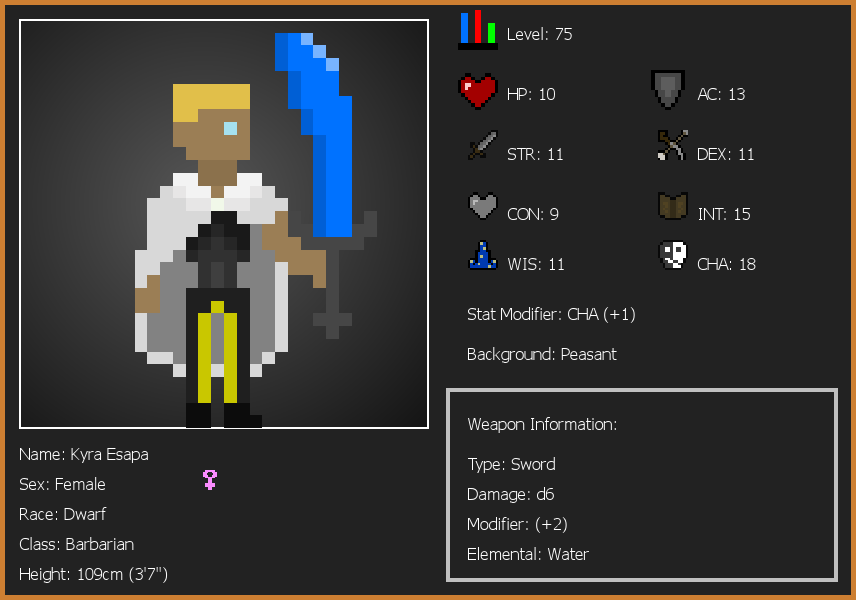 Level: 75
HP: 10
AC: 13
STR: 11
DEX: 11
CON: 9
INT: 15
WIS: 11
CHA: 18
Stat Modifier: CHA (+1)
Background: Peasant
Weapon Information:
Type: Sword
Damage: d6
Modifier: (+2)
Elemental: Water
Name: Kyra Esapa
Sex: Female
Race: Dwarf
Class: Barbarian
Height: 109cm (3'7")